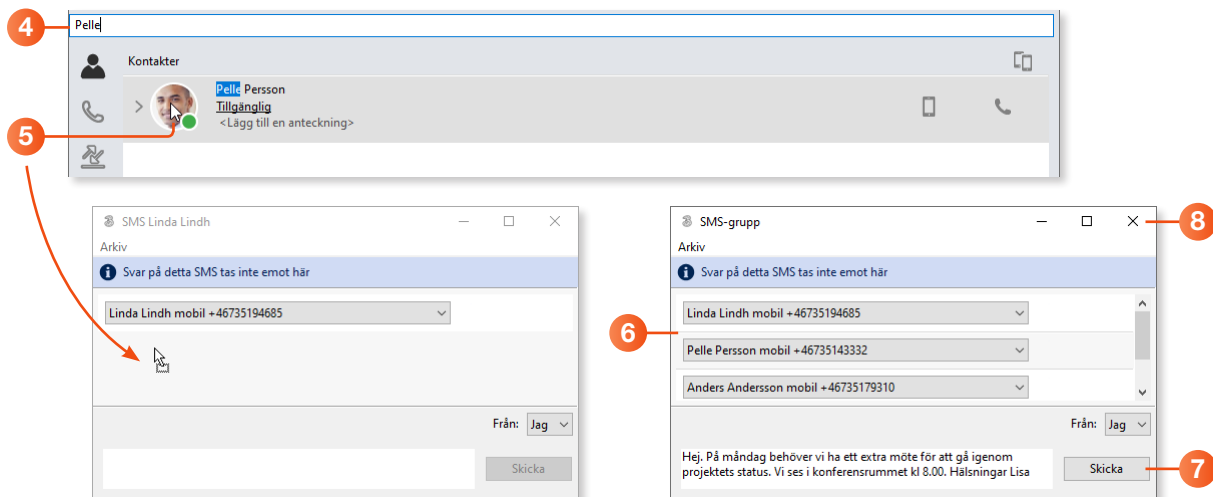 4
Pelle
Kontakter
Pelle Persson
Tillgänglig
<Lägg till en anteckning>
5
SMS Linda Lindh
Arkiv
Svar på detta SMS tas inte emot här
Linda Lindh mobil +46735194685
Från: Jag
Skicka
SMS-grupp
8
Arkiv
Svar på detta SMS tas inte emot här
Linda Lindh mobil +46735194685
6
Pelle Persson mobil +46735143332
Anders Andersson mobil +46735179310
Från: Jag
Hej. På måndag behöver vi ha ett extra möte för att gå igenom
projektets status. Vi ses i konferensrummet kl 8.00. Hälsningar Lisa
Skicka
7